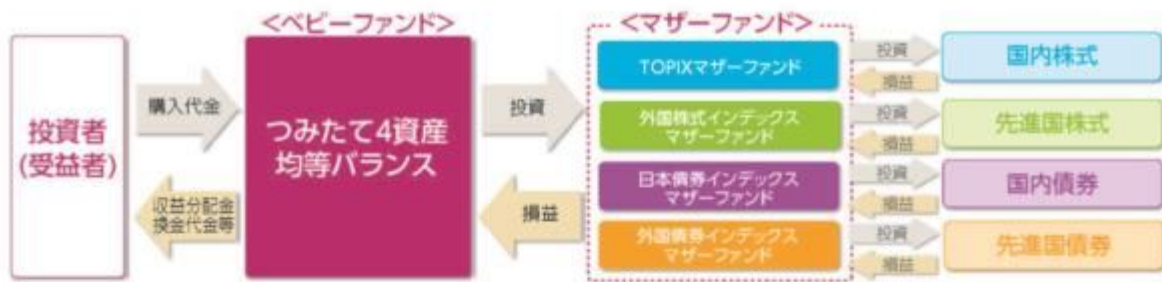 <ベビーファンド>
<マザーファンド>
投資者
(受益者)
購入代金
収益分配金
換金代金等
つみたて4資産
均等バランス
投資
損益
TOPIXマザーファンド
投資
損益
国内株式
外国株式インデックス
マザーファンド
投資
損益
先進国株式
日本債券インデックス
マザーファンド
投資
損益
国内債券
外国債券インデックス
マザーファンド
投資
損益
先進国債券